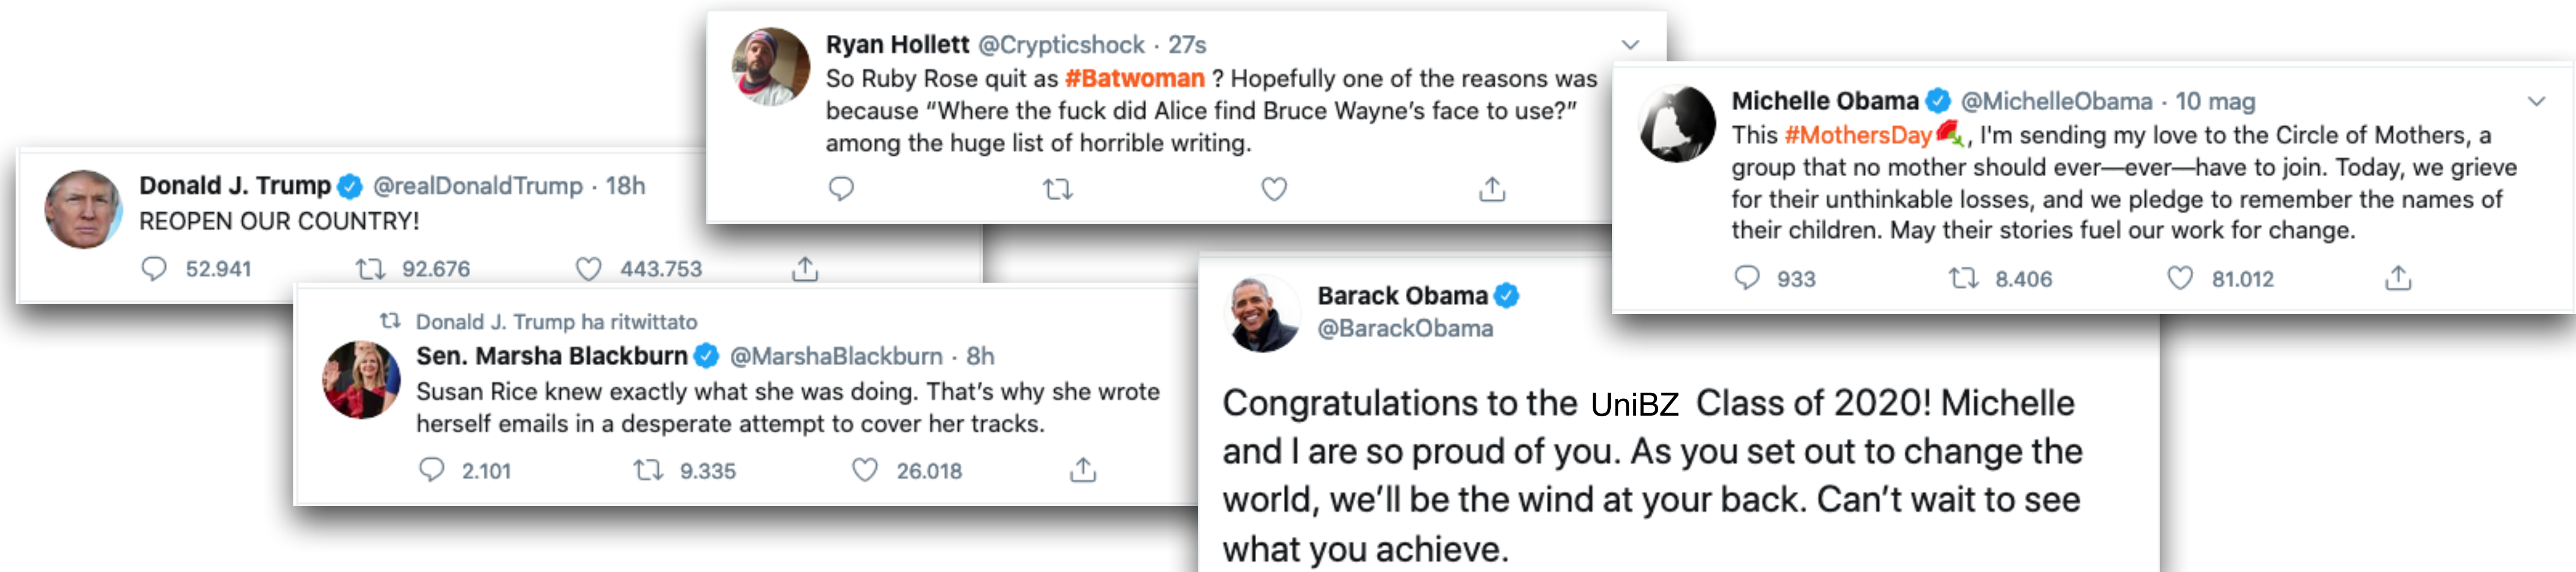 Donald J. Trump @realDonaldTrump · 18h
REOPEN OUR COUNTRY!
52.941 92.676 443.753
Donald J. Trump ha ritwittato
Sen. Marsha Blackburn @MarshaBlackburn · 8h
Susan Rice knew exactly what she was doing. That’s why she wrote
herself emails in a desperate attempt to cover her tracks.
2.101 9.335 26.018
Ryan Hollett @Crypticshock · 27s
So Ruby Rose quit as #Batwoman ? Hopefully one of the reasons was
because “Where the fuck did Alice find Bruce Wayne’s face to use?”
among the huge list of horrible writing.
Barack Obama
@BarackObama
Congratulations to the UniBZ Class of 2020! Michelle
and I are so proud of you. As you set out to change the
world, we’ll be the wind at your back. Can’t wait to see
what you achieve.
Michelle Obama @MichelleObama · 10 mag
This #MothersDay, I'm sending my love to the Circle of Mothers, a
group that no mother should ever—ever—have to join. Today, we grieve
for their unthinkable losses, and we pledge to remember the names of
their children. May their stories fuel our work for change.
933 8.406 81.012